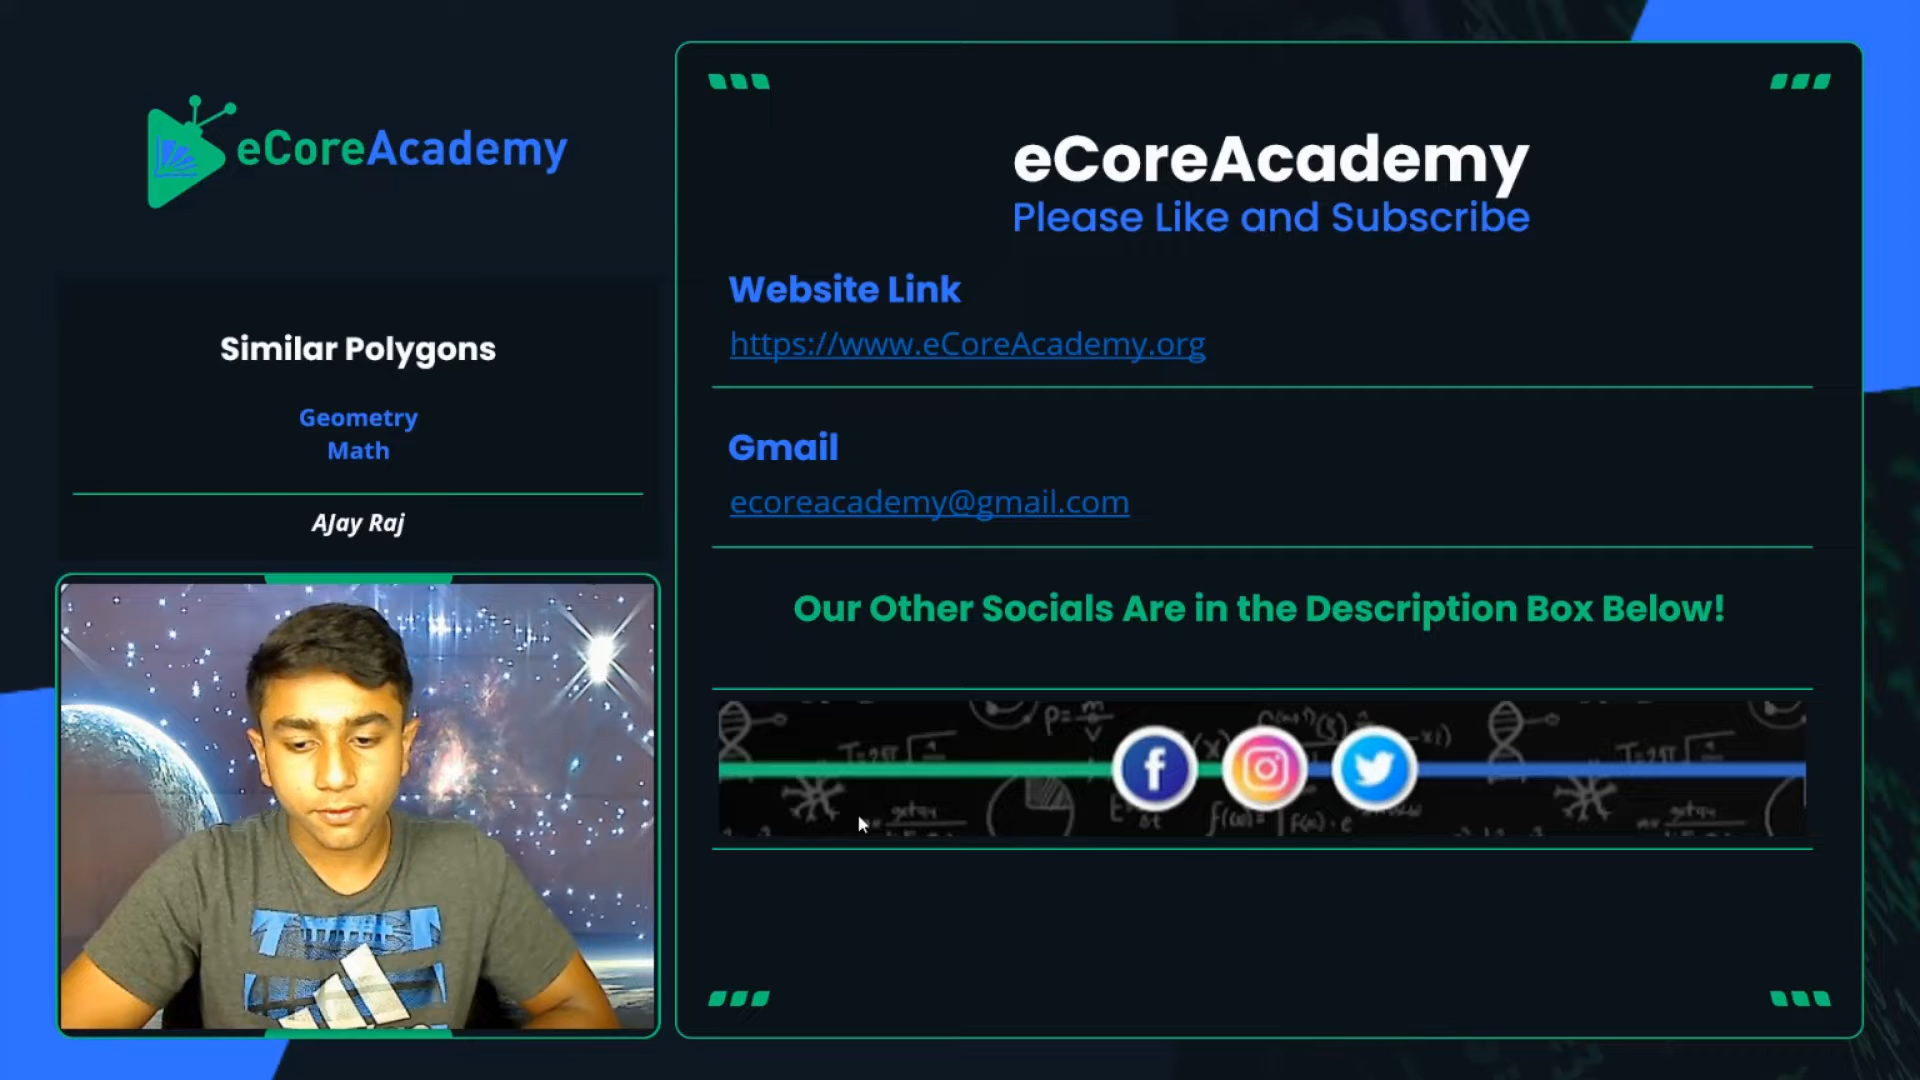 eCoreAcademy
Similar Polygons
Geometry
Math
AJay Raj
eCoreAcademy
Please Like and Subscribe
Website Link
https://www.eCoreAcademy.org
Gmail
ecoreacademy@gmail.com
Our Other Socials Are in the Description Box Below!